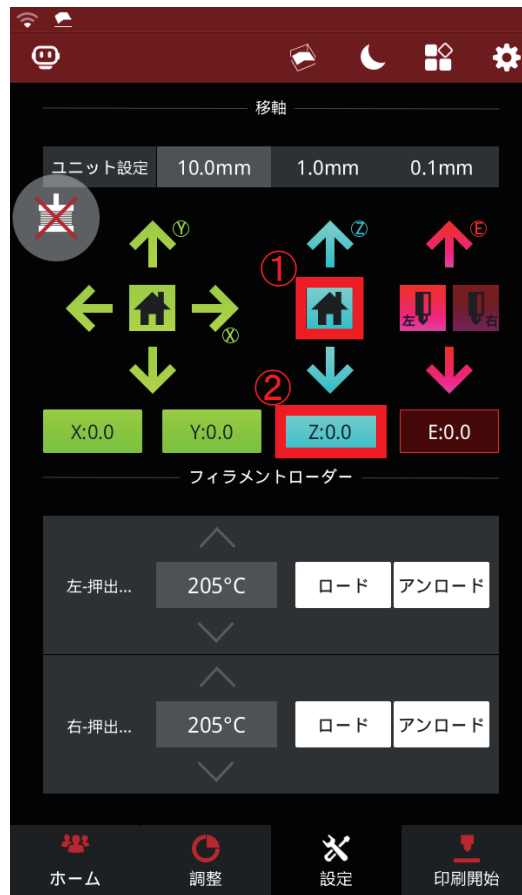 移軸
ユニット設定 10.0mm 1.0mm 0.1mm
Y Z E
①
X
左 右
②
X:0.0 Y:0.0 Z:0.0 E:0.0
フィラメントローダー
左-押出... 205°C ロード アンロード
右-押出... 205°C ロード アンロード
ホーム 調整 設定 印刷開始